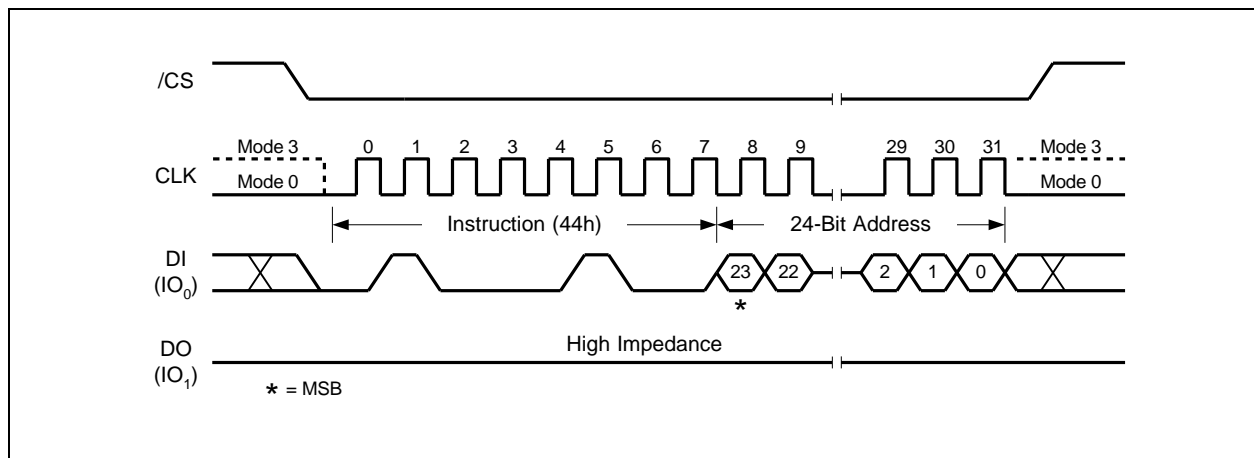 /CS
Mode 3 0 1 2 3 4 5 6 7 8 9 29 30 31 Mode 3
CLK Mode 0 Mode 0
Instruction (44h) 24-Bit Address
DI
(IO0)
23 22 2 1 0
*
High Impedance
DO
(IO1)
* = MSB